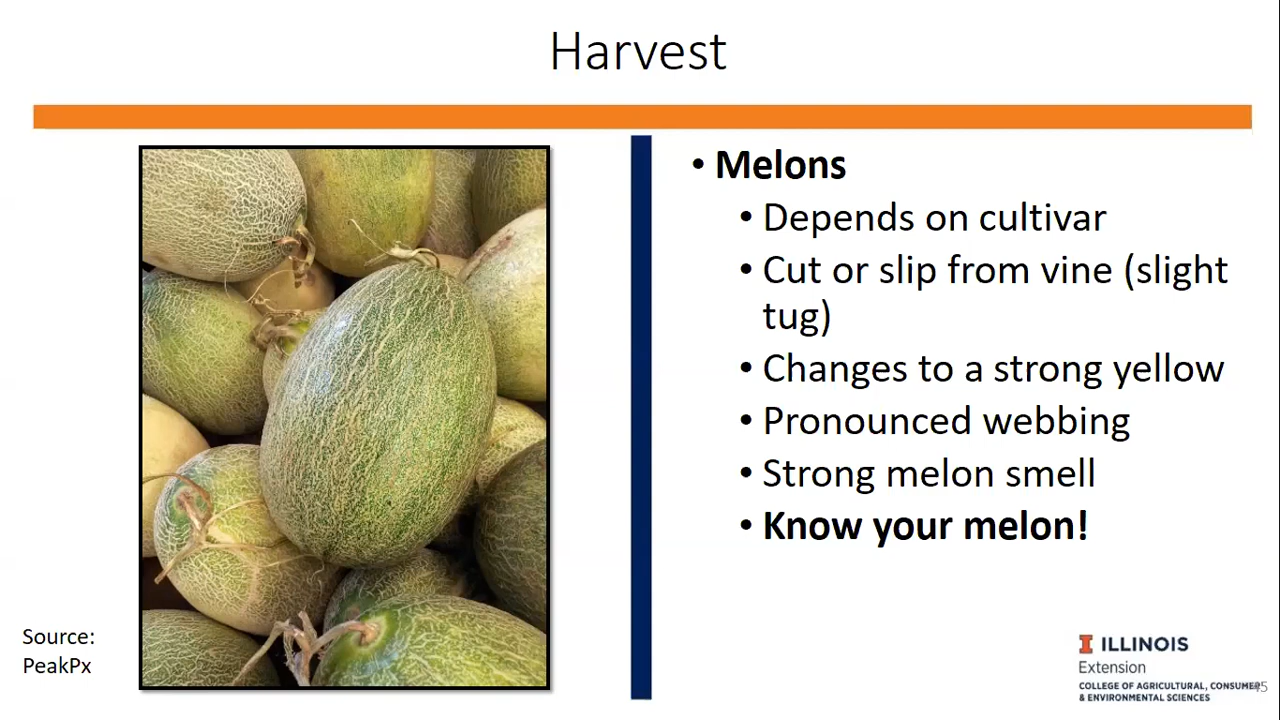 Harvest
• Melons
• Depends on cultivar
• Cut or slip from vine (slight
tug)
• Changes to a strong yellow
• Pronounced webbing
• Strong melon smell
• Know your melon!
Source:
PeakPx
I ILLINOIS
Extension
COLLEGE OF AGRICULTURAL, CONSUMER
& ENVIRONMENTAL SCIENCES